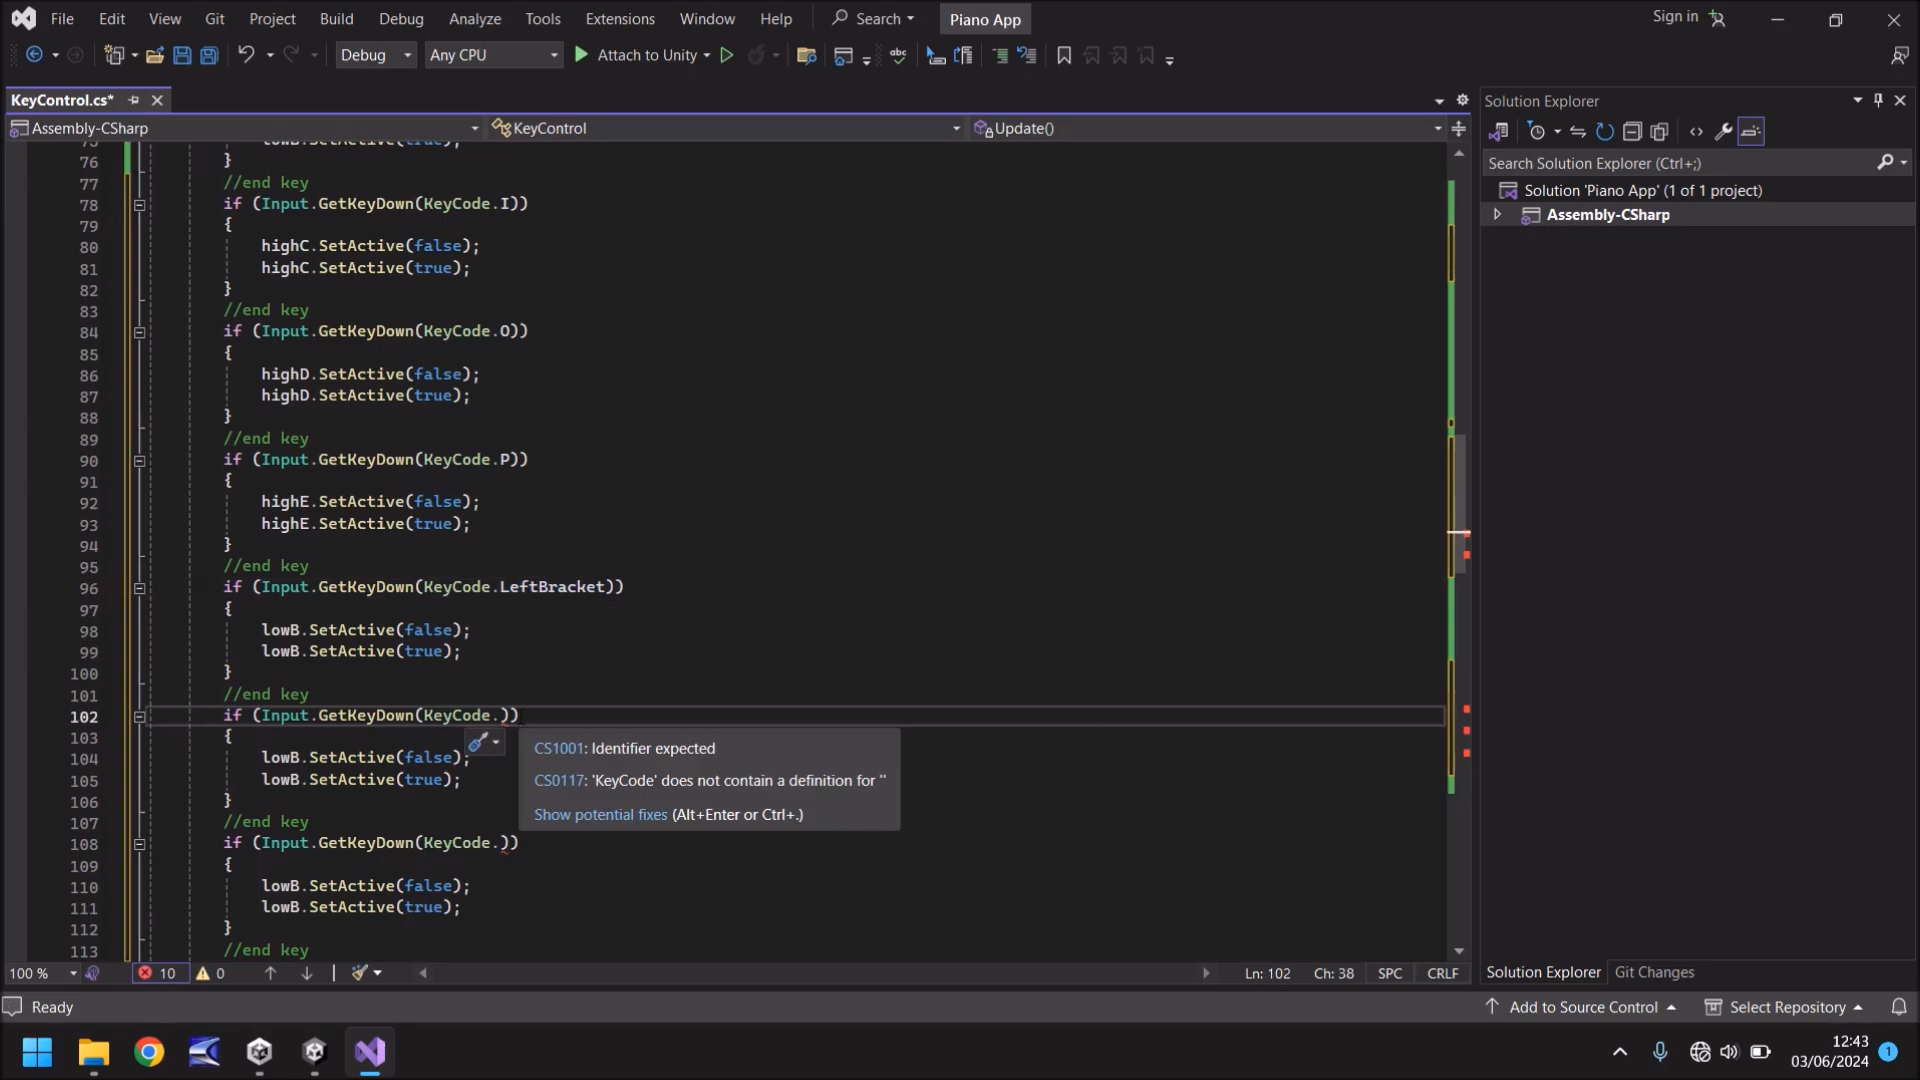 File Edit View Git Project Build Debug Analyze Tools Extensions Window Help Search Piano App Sign in
Debug Any CPU Attach to Unity
KeyControl.cs*
Solution Explorer
Assembly-CSharp KeyControl Update()
Search Solution Explorer (Ctrl+;)
Solution 'Piano App' (1 of 1 project)
Assembly-CSharp
75 lowB.SetActive(true);
76 }
77 //end key
78 if (Input.GetKeyDown(KeyCode.I))
79 {
80 highC.SetActive(false);
81 highC.SetActive(true);
82 }
83 //end key
84 if (Input.GetKeyDown(KeyCode.O))
85 {
86 highD.SetActive(false);
87 highD.SetActive(true);
88 }
89 //end key
90 if (Input.GetKeyDown(KeyCode.P))
91 {
92 highE.SetActive(false);
93 highE.SetActive(true);
94 }
95 //end key
96 if (Input.GetKeyDown(KeyCode.LeftBracket))
97 {
98 lowB.SetActive(false);
99 lowB.SetActive(true);
100 }
101 //end key
102 if (Input.GetKeyDown(KeyCode.))
103 {
104 lowB.SetActive(false);
105 lowB.SetActive(true);
106 }
107 //end key
108 if (Input.GetKeyDown(KeyCode.))
109 {
110 lowB.SetActive(false);
111 lowB.SetActive(true);
112 }
113 //end key
CS1001: Identifier expected
CS0117: 'KeyCode' does not contain a definition for ''
Show potential fixes (Alt+Enter or Ctrl+.)
100 % 10 0 Ln: 102 Ch: 38 SPC CRLF
Solution Explorer Git Changes
Ready Add to Source Control Select Repository
12:43
03/06/2024
1